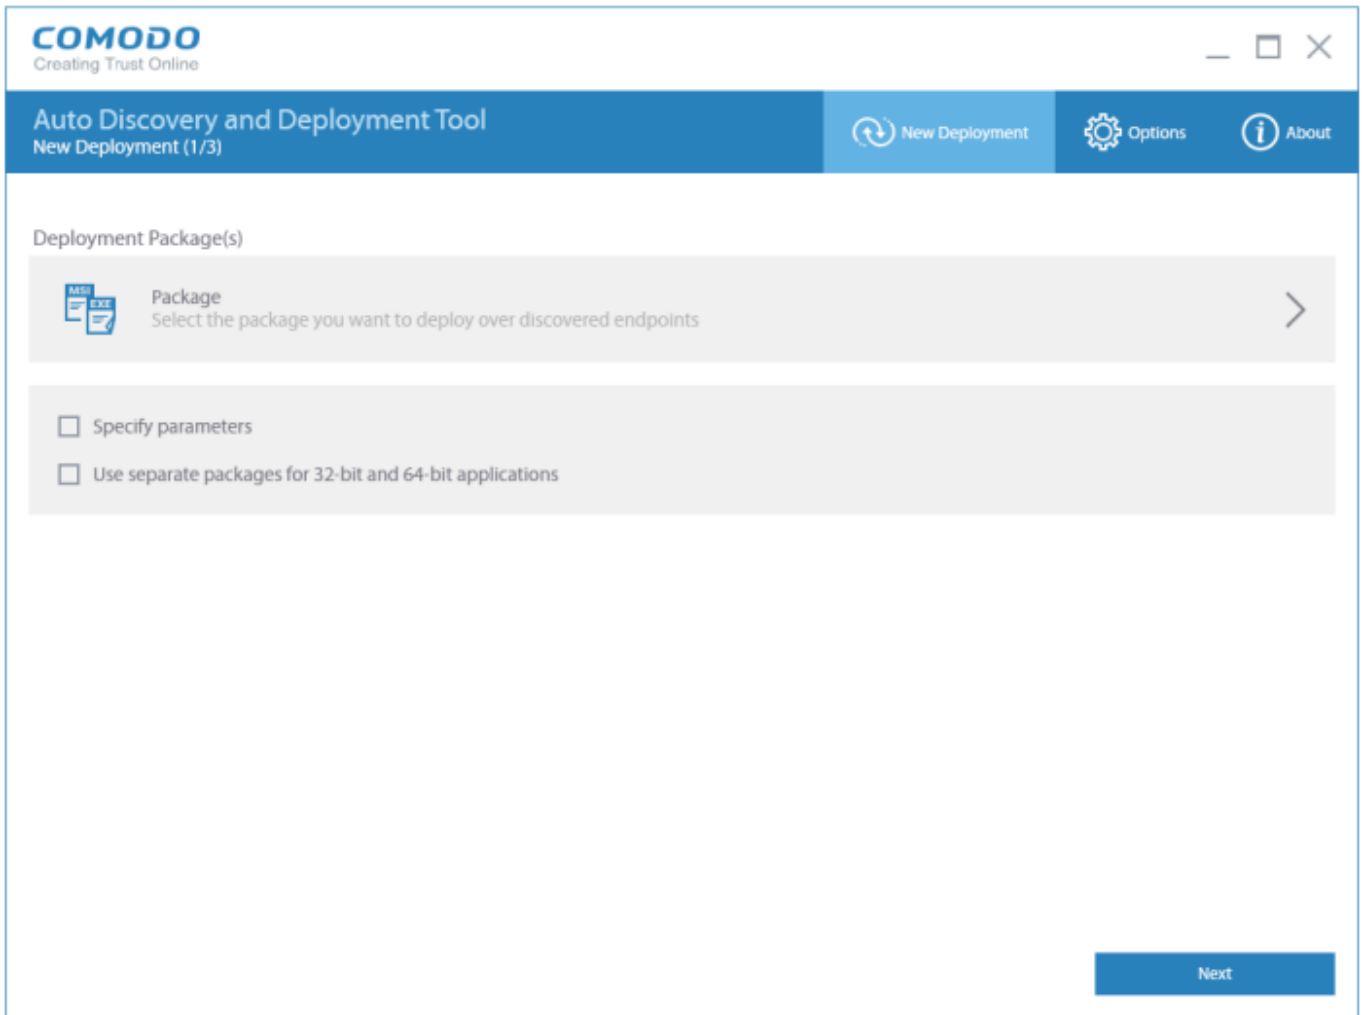 COMODO
Creating Trust Online
Auto Discovery and Deployment Tool
New Deployment (1/3)
New Deployment
Options
About
Deployment Package(s)
MSI
EXE
Package
Select the package you want to deploy over discovered endpoints
Specify parameters
Use separate packages for 32-bit and 64-bit applications
Next